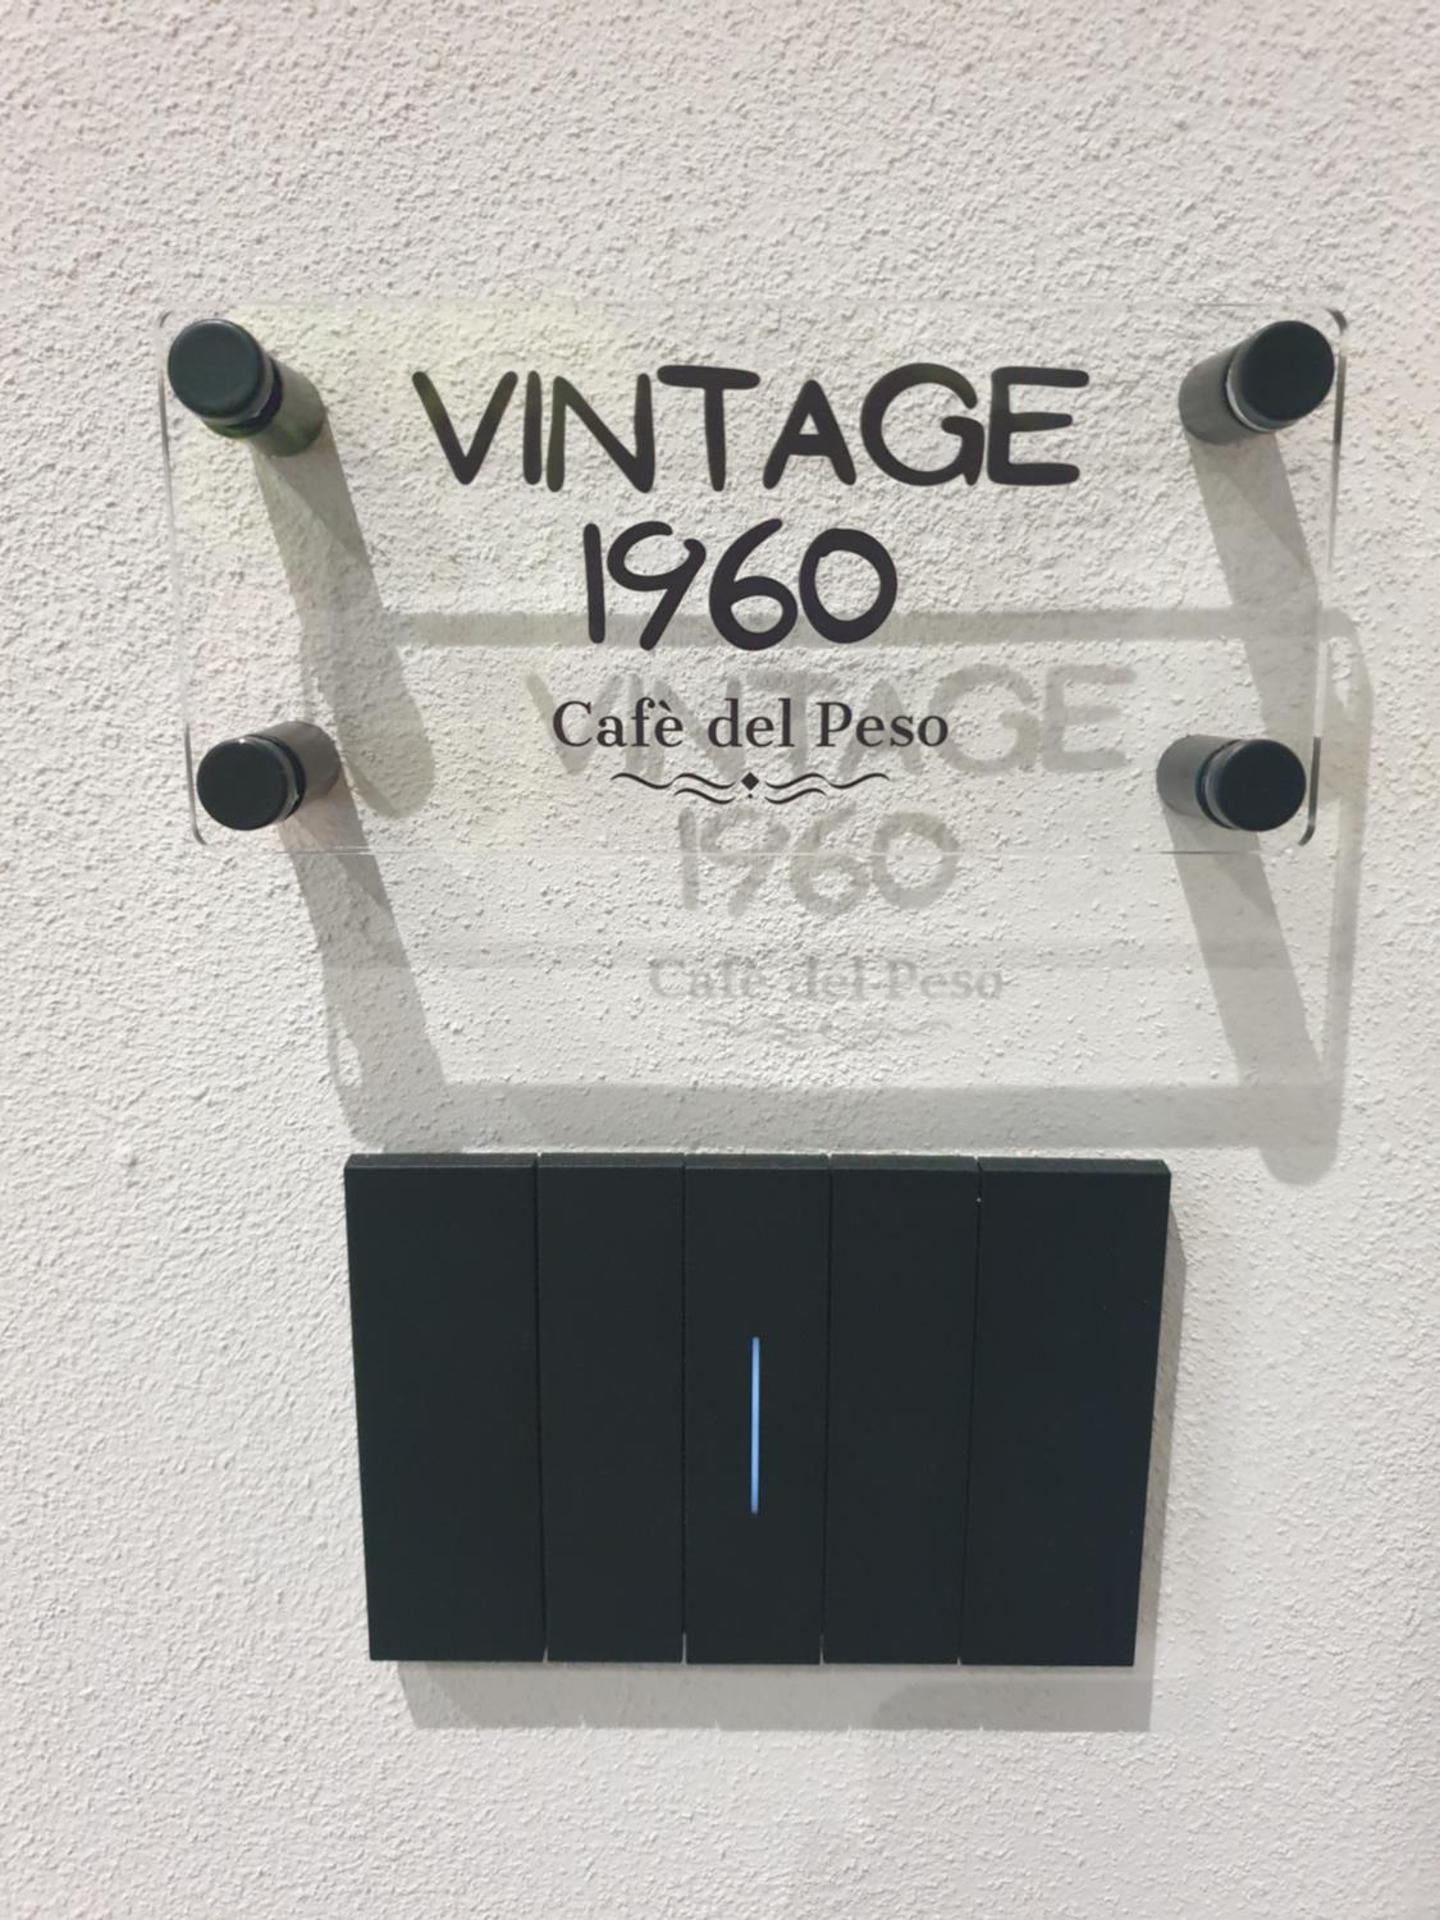 VINTAGE
1960
Cafè del Peso